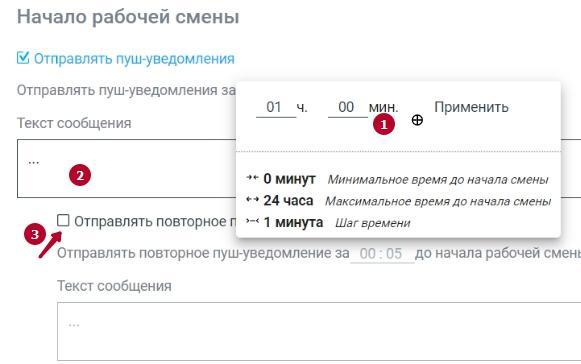 Начало рабочей смены
Отправлять пуш-уведомления
Отправлять пуш-уведомления за
01 ч. 00 мин. Применить
1
Текст сообщения
...
2
0 минут Минимальное время до начала смены
24 часа Максимальное время до начала смены
1 минута Шаг времени
Отправлять повторное п
3
Отправлять повторное пуш-уведомление за 00 : 05 до начала рабочей смены
Текст сообщения
...